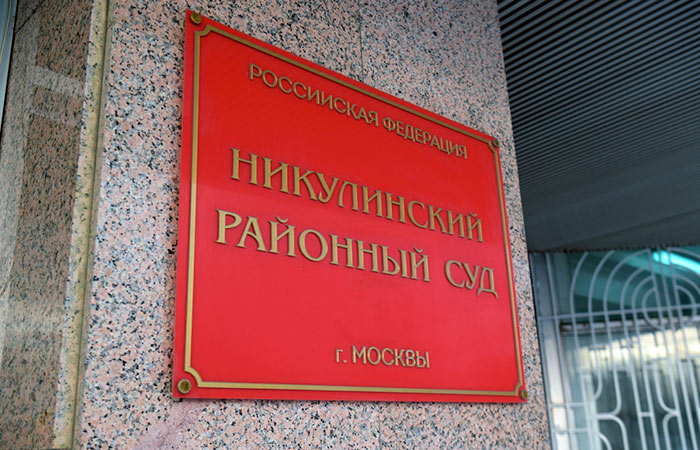 РОССИЙСКАЯ ФЕДЕРАЦИЯ
НИКУЛИНСКИЙ
РАЙОННЫЙ СУД
г. МОСКВЫ